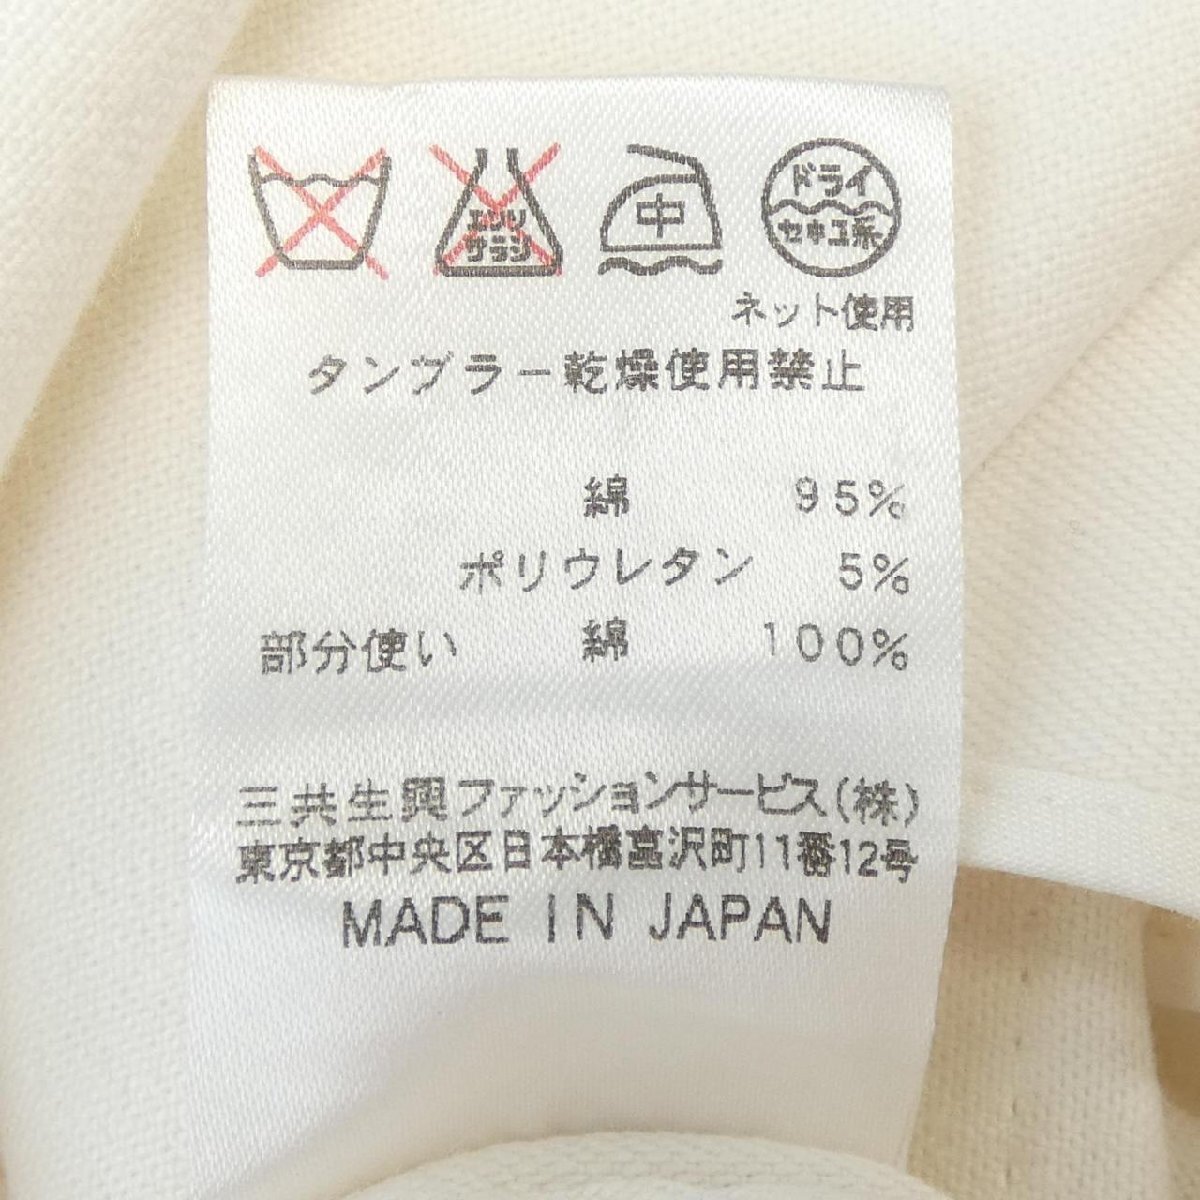 エンソ
サラシ
中
ドライ
セキユ系
ネット使用
タンブラー乾燥使用禁止
綿 95%
ポリウレタン 5%
部分使い 綿 100%
三共生興ファッションサービス(株)
東京都中央区日本橋富沢町11番12号
MADE IN JAPAN